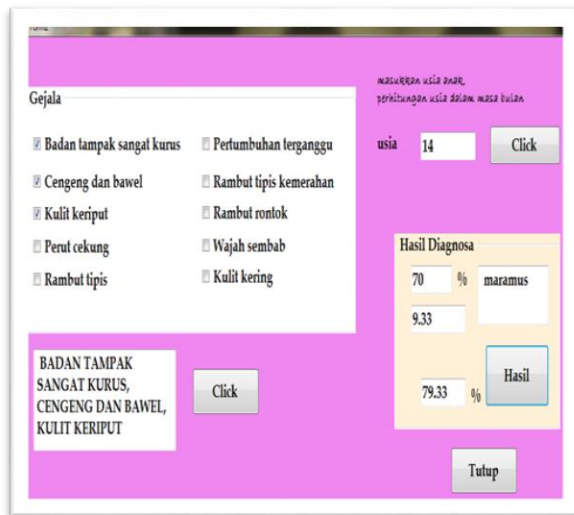 masukkan usia anak,
perhitungan usia dalam masa bulan
Gejala
Badan tampak sangat kurus
Pertumbuhan terganggu
usia 14 Click
Cengeng dan bawel
Rambut tipis kemerahan
Kulit keriput
Rambut rontok
Perut cekung
Wajah sembab
Rambut tipis
Kulit kering
Hasil Diagnosa
70 % maramus
9.33
79.33 % Hasil
BADAN TAMPAK
SANGAT KURUS,
CENGENG DAN BAWEL,
KULIT KERIPUT
Click
Tutup